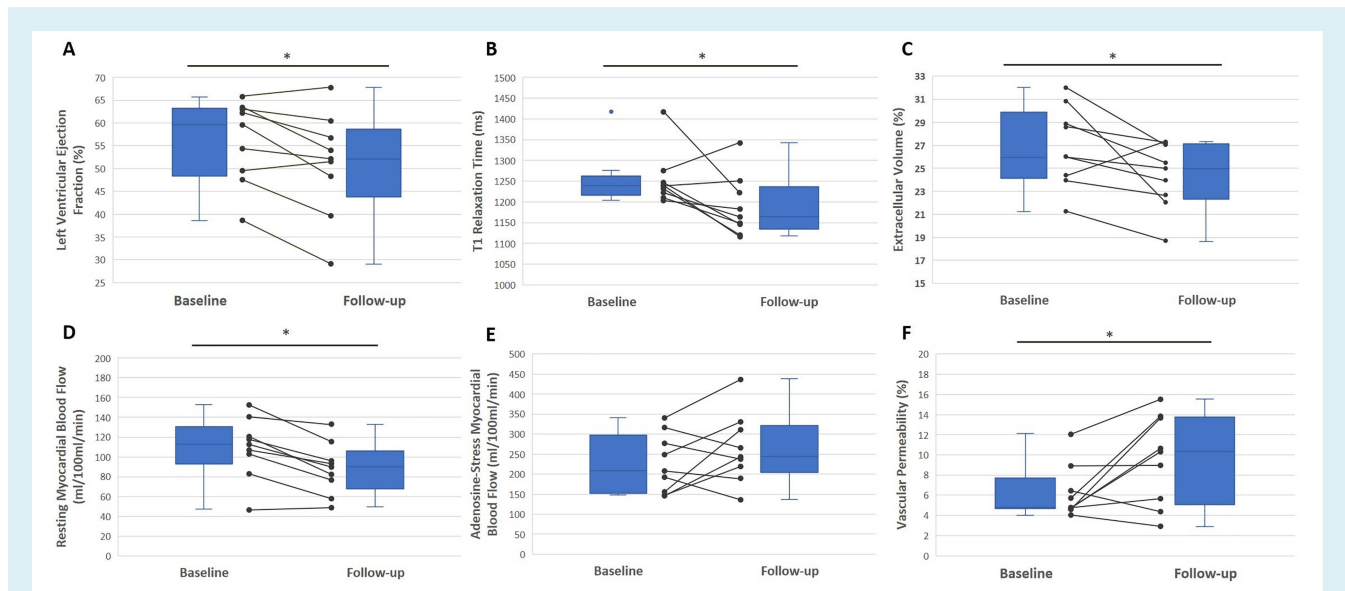 A
*
Left Ventricular Ejection
Fraction (%)
70
65
60
55
50
45
40
35
30
25
Baseline
Follow-up
B
*
T1 Relaxation Time (ms)
1500
1450
1400
1350
1300
1250
1200
1150
1100
1050
1000
Baseline
Follow-up
C
*
Extracellular Volume (%)
33
31
29
27
25
23
21
19
17
15
Baseline
Follow-up
D
*
Resting Myocardial Blood Flow
(ml/100ml/min)
200
180
160
140
120
100
80
60
40
20
0
Baseline
Follow-up
E
Adenosine-Stress Myocardial
Blood Flow (ml/100ml/min)
500
450
400
350
300
250
200
150
100
50
0
Baseline
Follow-up
F
*
Vascular Permeability (%)
20
18
16
14
12
10
8
6
4
2
0
Baseline
Follow-up